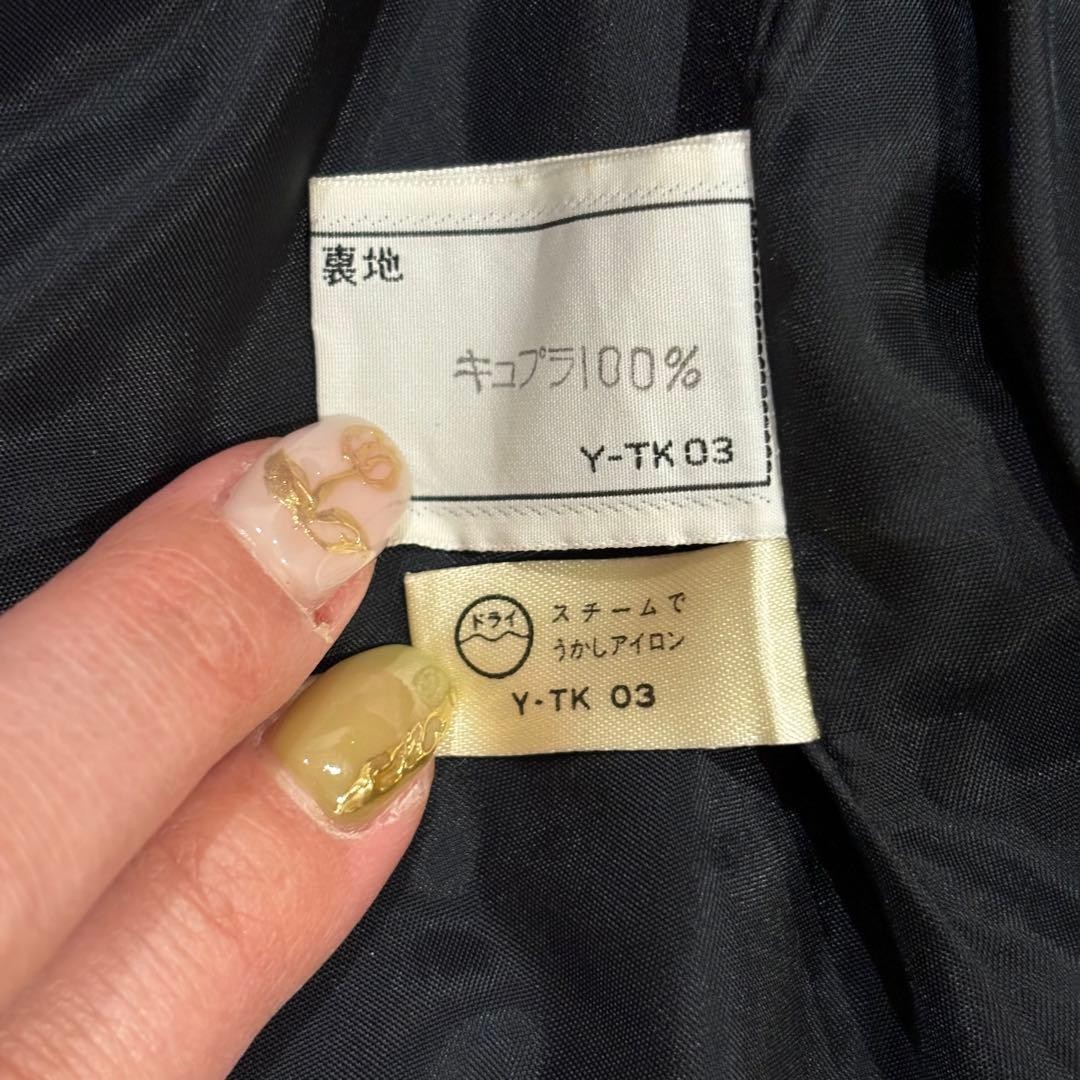 裏地
キュプラ100%
Y-TK 03
ドライ
スチームで
うかしアイロン
Y-TK 03